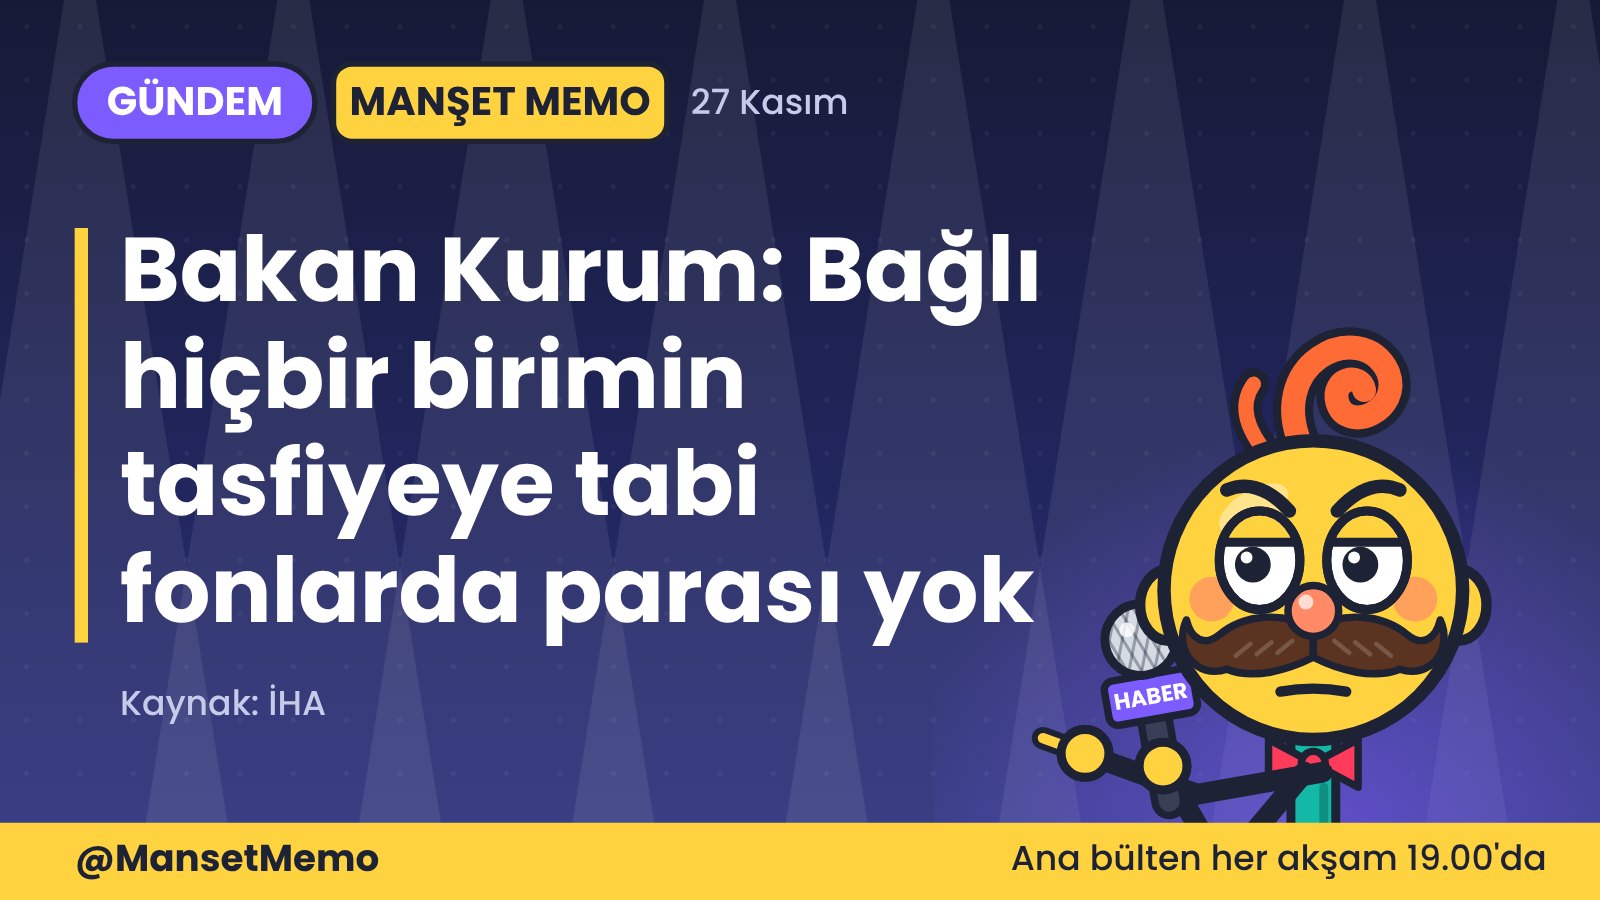 GÜNDEM MANŞET MEMO 27 Kasım
Bakan Kurum: Bağlı
hiçbir birimin
tasfiyeye tabi
fonlarda parası yok
Kaynak: İHA
HABER
@MansetMemo Ana bülten her akşam 19.00'da